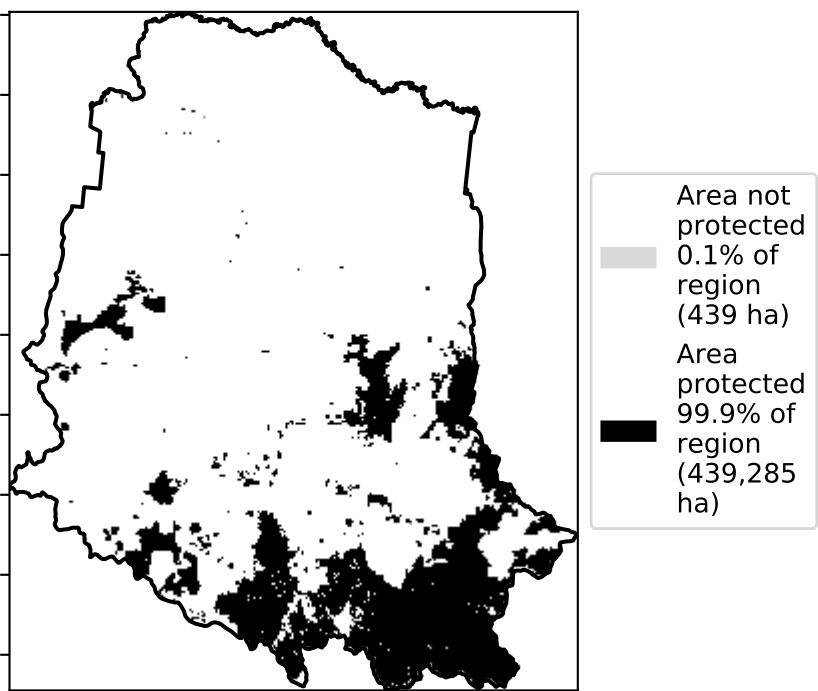 Area not
protected
0.1% of
region
(439 ha)
Area
protected
99.9% of
region
(439,285
ha)